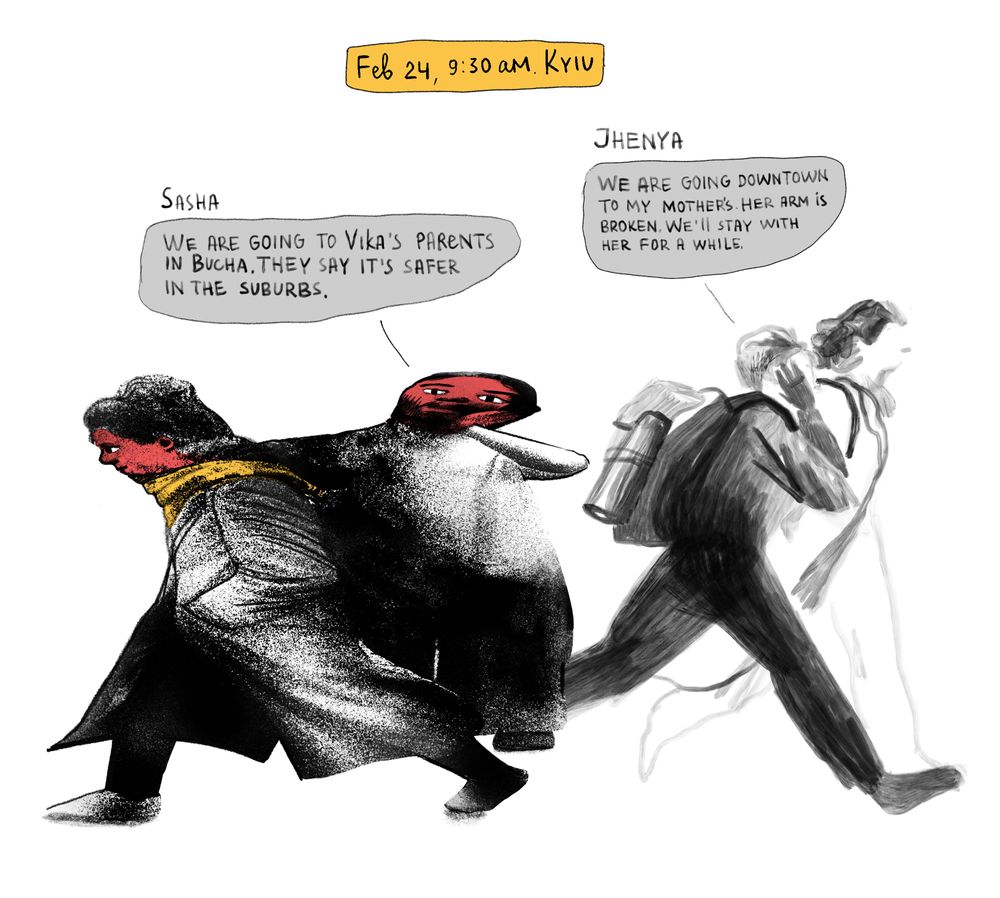 Feb 24, 9:30 am. Kyiv
Jhenya
We are going downtown
to my mother's. Her arm is
broken. We'll stay with
her for a while.
Sasha
We are going to Vika's parents
in Bucha. They say it's safer
in the suburbs.